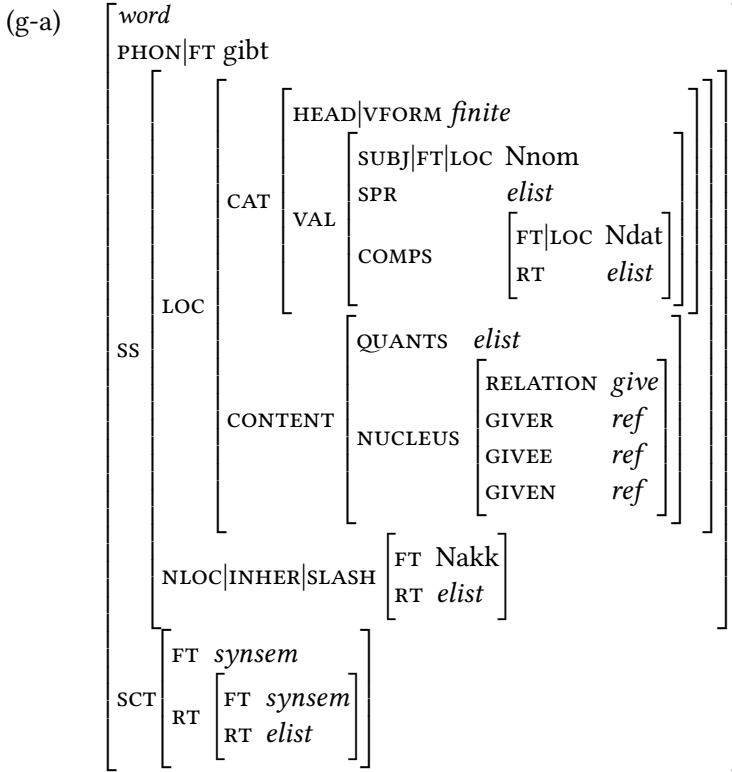 (g-a)
word
PHON|FT gibt
HEAD|VFORM finite
SUBJ|FT|LOC Nnom
SPR elist
CAT
VAL
FT|LOC Ndat
COMPS
RT elist
LOC
QUANTS elist
SS
RELATION give
GIVER ref
CONTENT
NUCLEUS
GIVEE ref
GIVEN ref
FT Nakk
NLOC|INHER|SLASH
RT elist
FT synsem
SCT
FT synsem
RT
RT elist